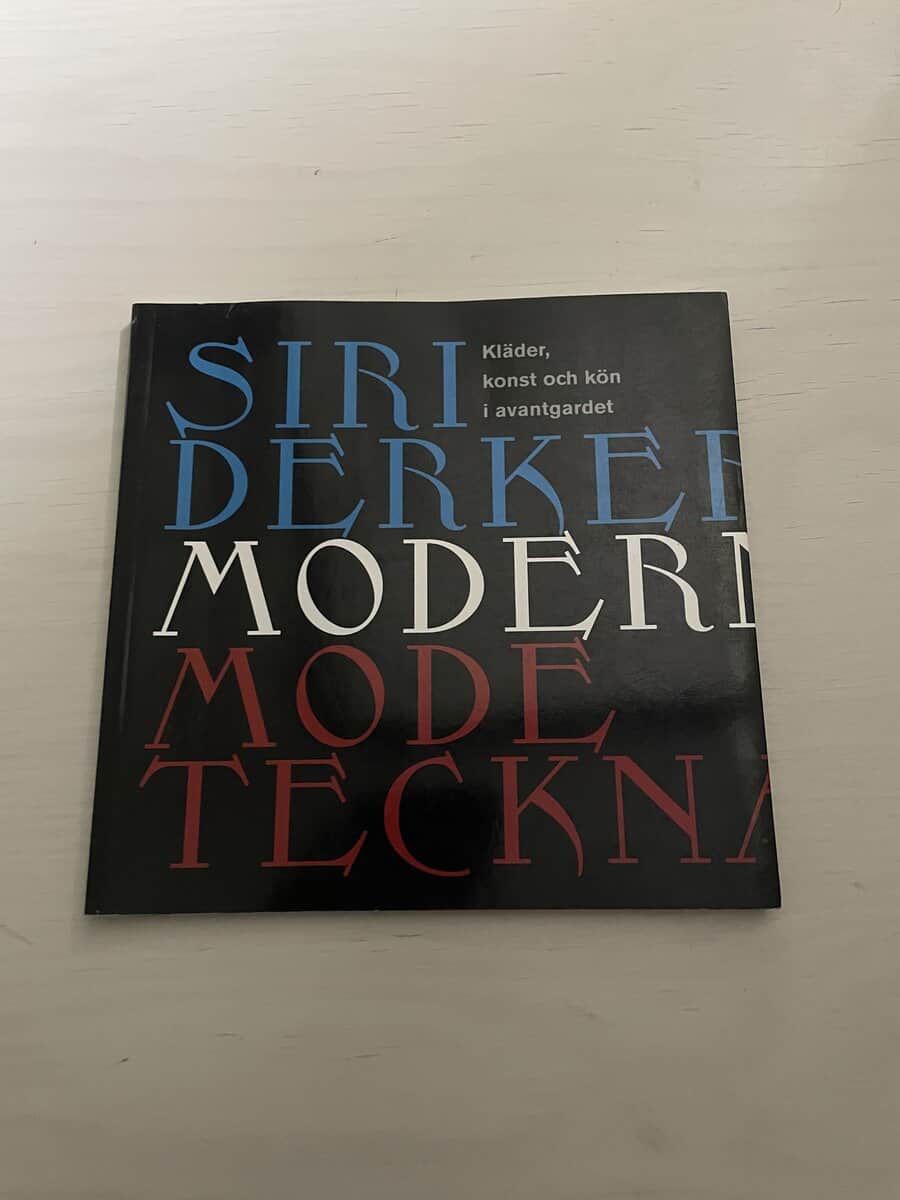 SIRI
Kläder,
konst och kön
i avantgardet
DERKER
MODERN
MODE
TECKNA